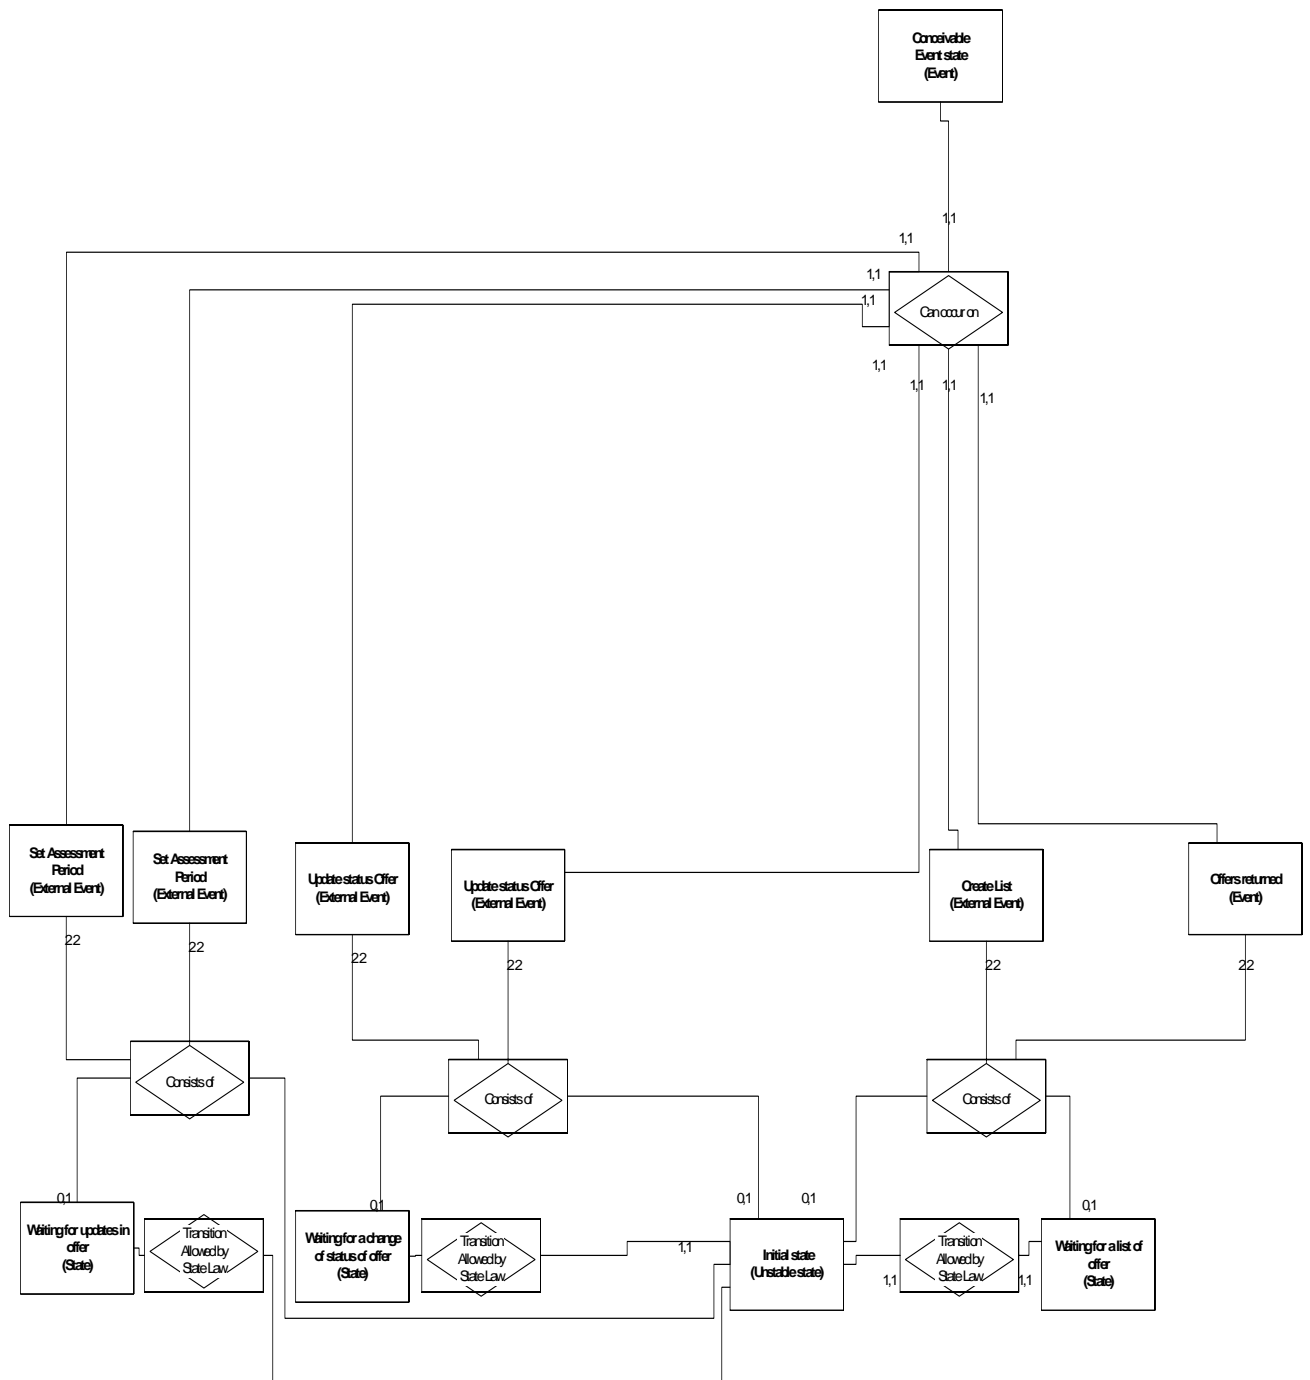 Conceivable
Event state
(Event)
1,1
1,1
1,1
1,1
Can occur on
1,1
1,1
1,1
1,1
Set Assessment
Period
(External Event)
Set Assessment
Period
(External Event)
Update status Offer
(External Event)
Update status Offer
(External Event)
Create List
(External Event)
Offers returned
(Event)
22
22
22
22
22
22
Consists of
Consists of
Consists of
0,1
0,1
0,1
0,1
0,1
Waiting for updates in
offer
(State)
Transition
Allowed by
State Law
Waiting for a change
of status of offer
(State)
Transition
Allowed by
State Law
1,1
Initial state
(Unstable state)
1,1
Transition
Allowed by
State Law
1,1
Waiting for a list of
offer
(State)